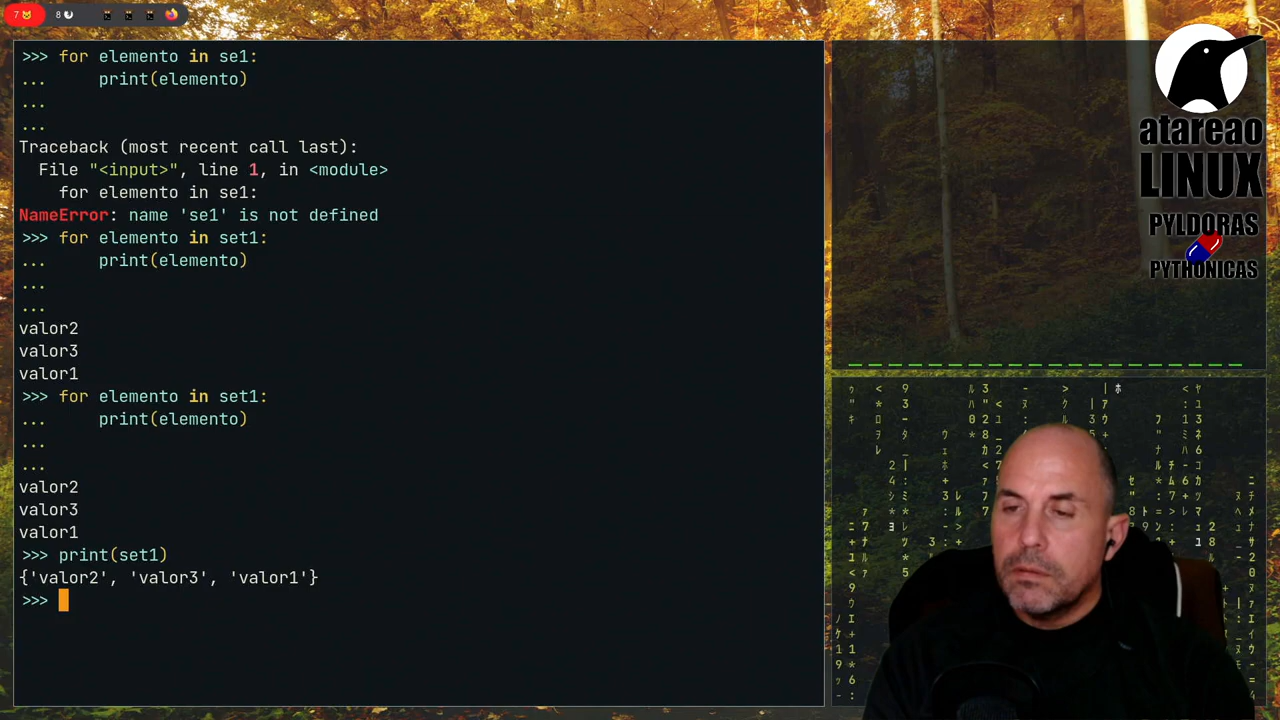 7 8
>>> for elemento in se1:
...     print(elemento)
...
...
Traceback (most recent call last):
  File "<input>", line 1, in <module>
    for elemento in se1:
NameError: name 'se1' is not defined
>>> for elemento in set1:
...     print(elemento)
...
...
valor2
valor3
valor1
>>> for elemento in set1:
...     print(elemento)
...
...
valor2
valor3
valor1
>>> print(set1)
{'valor2', 'valor3', 'valor1'}
>>>
atareao
LINUX
PYLDORAS
PYTHONICAS